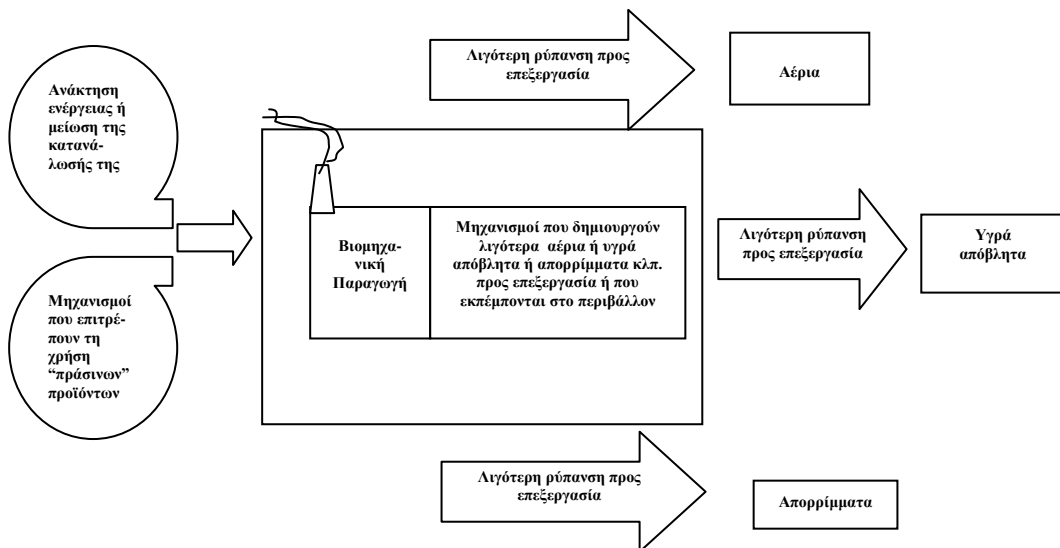 Ανάκτηση
ενέργειας ή
μείωση της
κατανά-
λωσής της
Μηχανισμοί
που επιτρέ-
πουν τη
χρήση
“πράσινων”
προϊόντων
Λιγότερη ρύπανση προς
επεξεργασία
Αέρια
Βιομηχα-
νική
Παραγωγή
Μηχανισμοί που δημιουργούν
λιγότερα αέρια ή υγρά
απόβλητα ή απορρίμματα κλπ.
προς επεξεργασία ή που
εκπέμπονται στο περιβάλλον
Λιγότερη ρύπανση
προς επεξεργασία
Υγρά
απόβλητα
Λιγότερη ρύπανση προς
επεξεργασία
Απορρίμματα